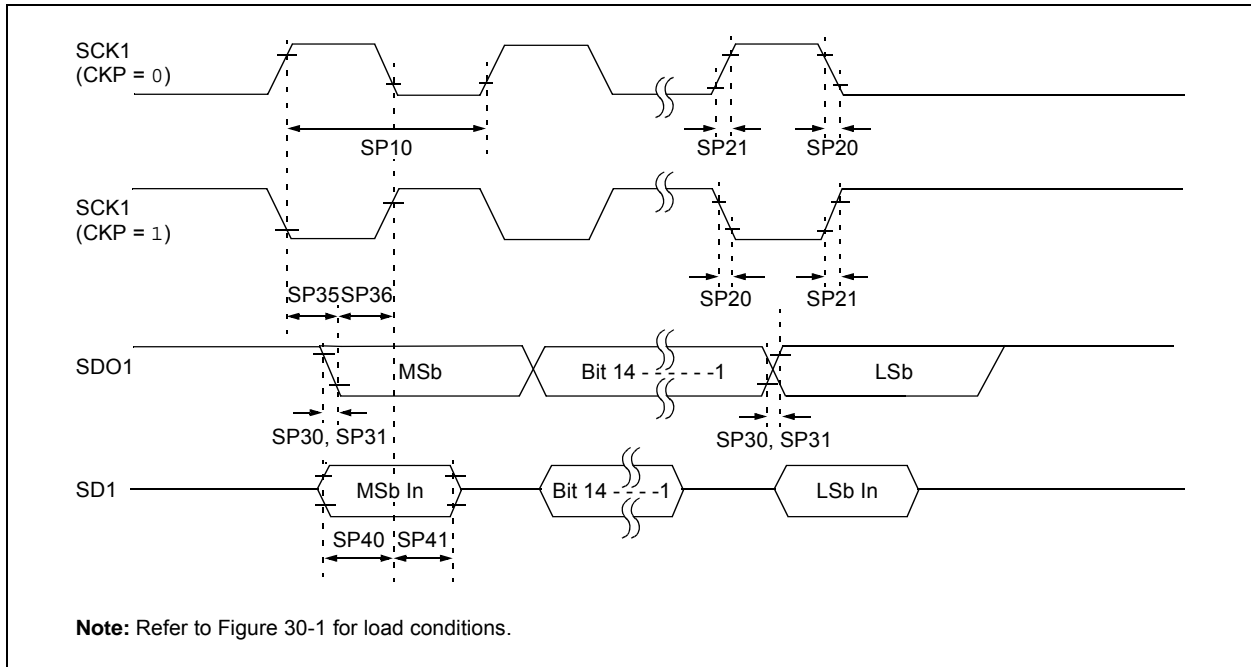 SCK1
(CKP = 0)
SP10
SP21
SP20
SCK1
(CKP = 1)
SP20
SP21
SP35
SP36
SDO1
MSb
Bit 14 - - - - - -1
LSb
SP30, SP31
SP30, SP31
SD1
MSb In
Bit 14 - - - - -1
LSb In
SP40
SP41
Note: Refer to Figure 30-1 for load conditions.